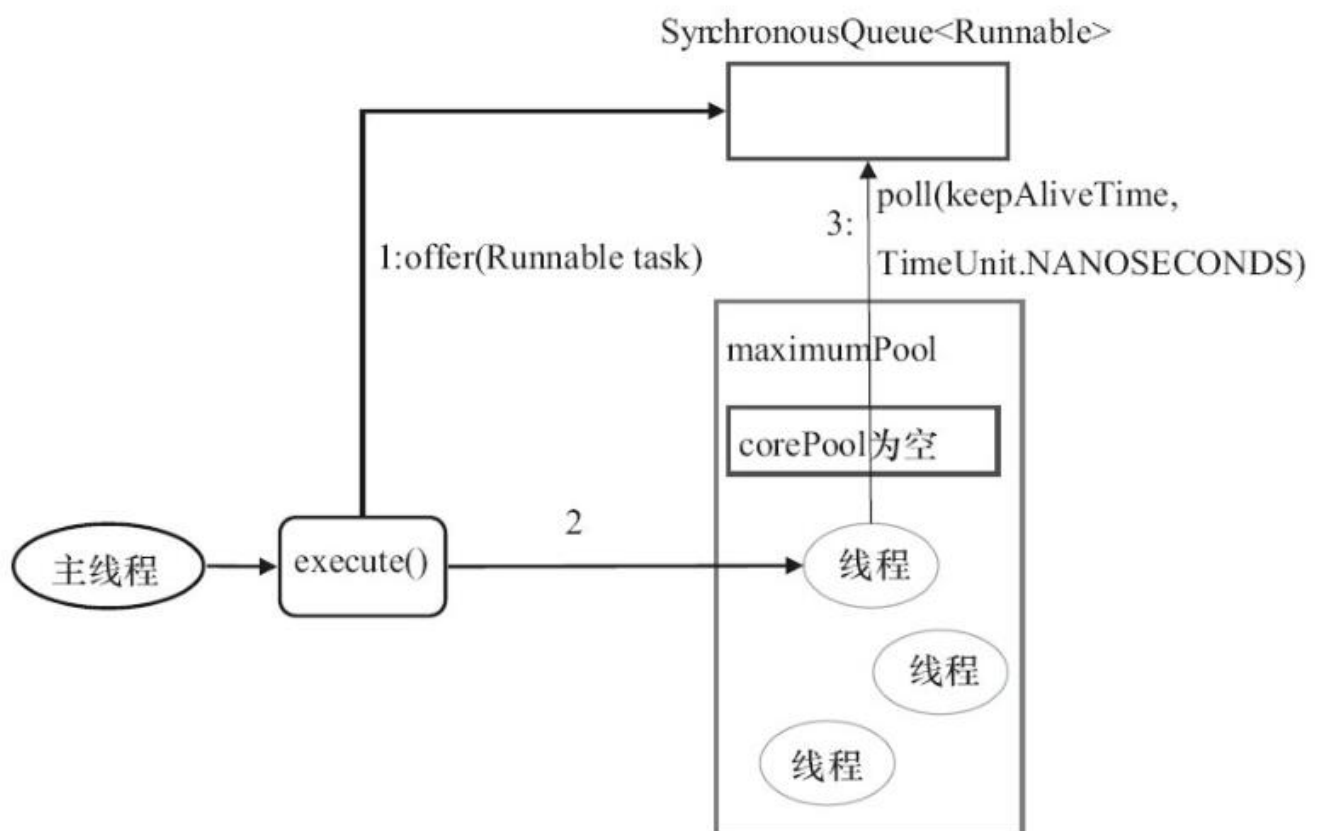 SynchronousQueue<Runnable>
poll(keepAliveTime,
3:
1:offer(Runnable task)
TimeUnit.NANOSECONDS)
maximumPool
corePool为空
2
主线程
execute()
线程
线程
线程